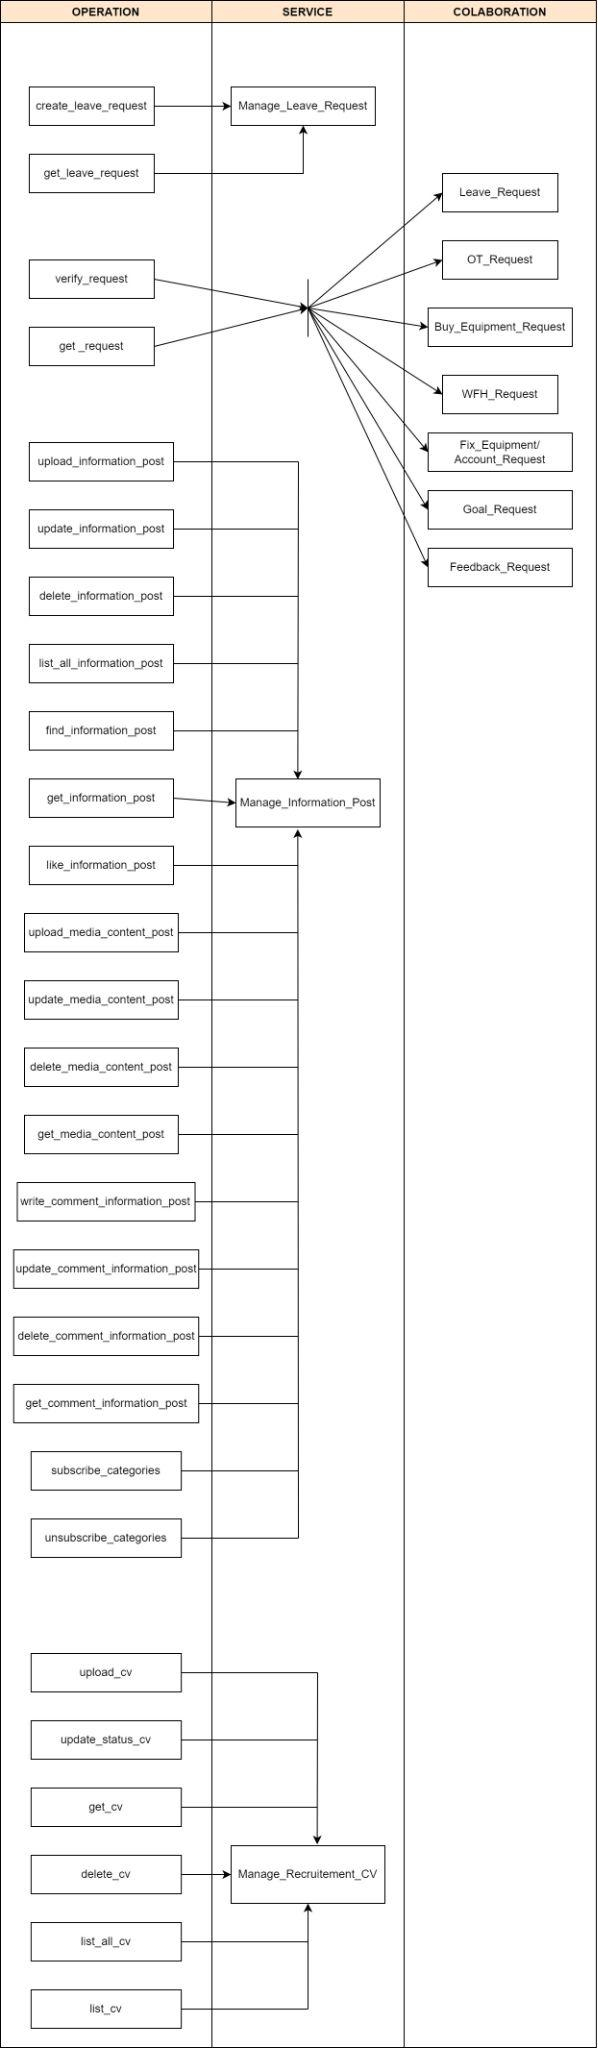 OPERATION
SERVICE
COLABORATION
create_leave_request
Manage_Leave_Request
get_leave_request
Leave_Request
OT_Request
verify_request
Buy_Equipment_Request
get _request
WFH_Request
Fix_Equipment/
Account_Request
upload_information_post
Goal_Request
update_information_post
Feedback_Request
delete_information_post
list_all_information_post
find_information_post
get_information_post
Manage_Information_Post
like_information_post
upload_media_content_post
update_media_content_post
delete_media_content_post
get_media_content_post
write_comment_information_post
update_comment_information_post
delete_comment_information_post
get_comment_information_post
subscribe_categories
unsubscribe_categories
upload_cv
update_status_cv
get_cv
delete_cv
Manage_Recruitement_CV
list_all_cv
list_cv